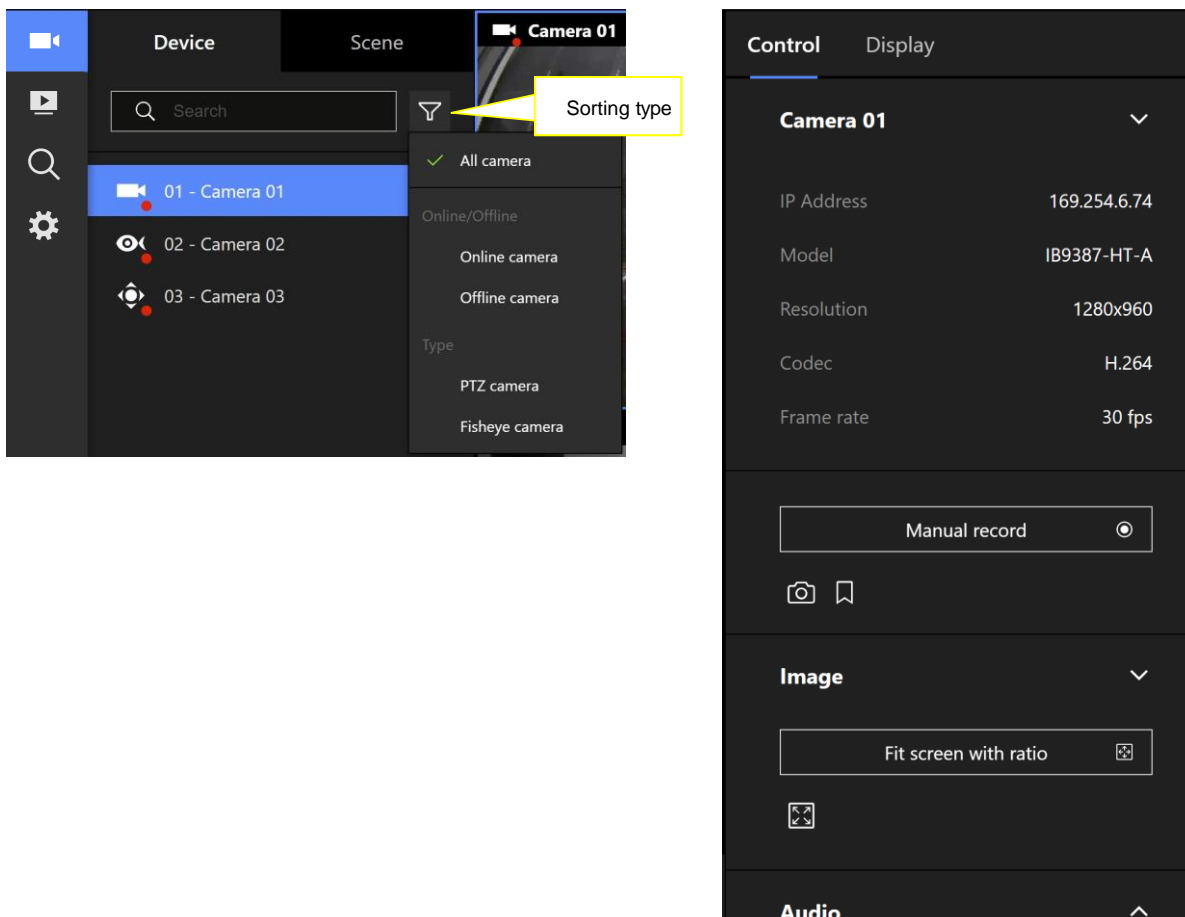 Device
Scene
Camera 01
Search
Sorting type
All camera
01 - Camera 01
02 - Camera 02
03 - Camera 03
Online/Offline
Online camera
Offline camera
Type
PTZ camera
Fisheye camera
Control
Display
Camera 01
IP Address 169.254.6.74
Model IB9387-HT-A
Resolution 1280x960
Codec H.264
Frame rate 30 fps
Manual record
Image
Fit screen with ratio
Audio